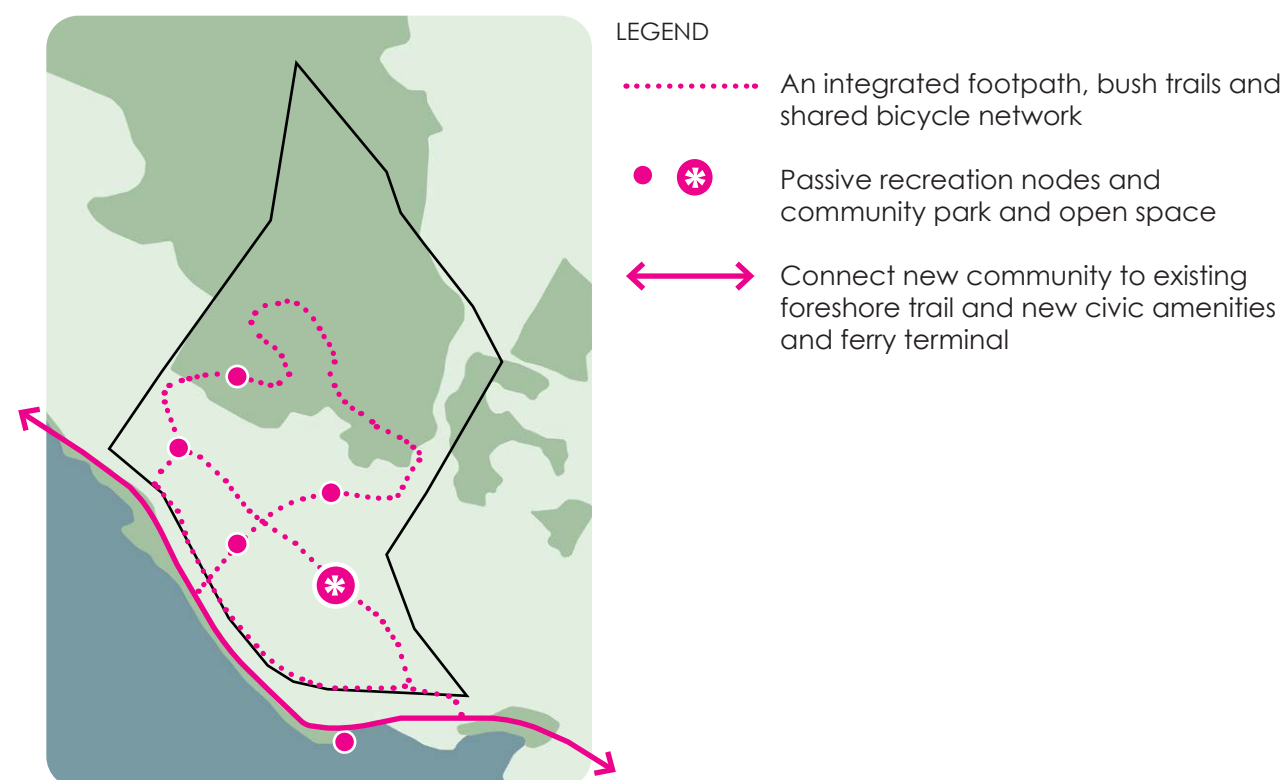 LEGEND
An integrated footpath, bush trails and
shared bicycle network
Passive recreation nodes and
community park and open space
Connect new community to existing
foreshore trail and new civic amenities
and ferry terminal